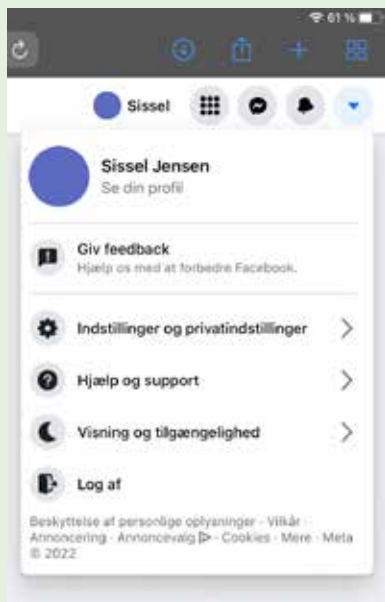 61 %
Sissel
Sissel Jensen
Se din profil
Giv feedback
Hjælp os med at forbedre Facebook.
Indstillinger og privatindstillinger
Hjælp og support
Visning og tilgængelighed
Log af
Beskyttelse af personlige oplysninger · Vilkår ·
Annoncering · Annoncevalg · Cookies · Mere · Meta
© 2022